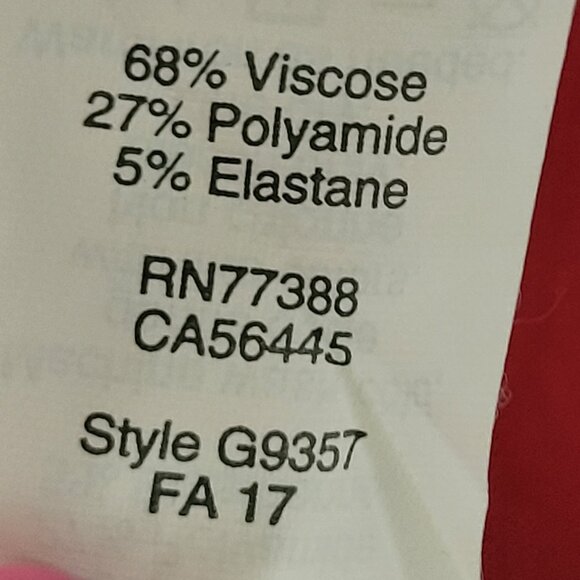 68% Viscose
27% Polyamide
5% Elastane
RN77388
CA56445
Style G9357
FA 17